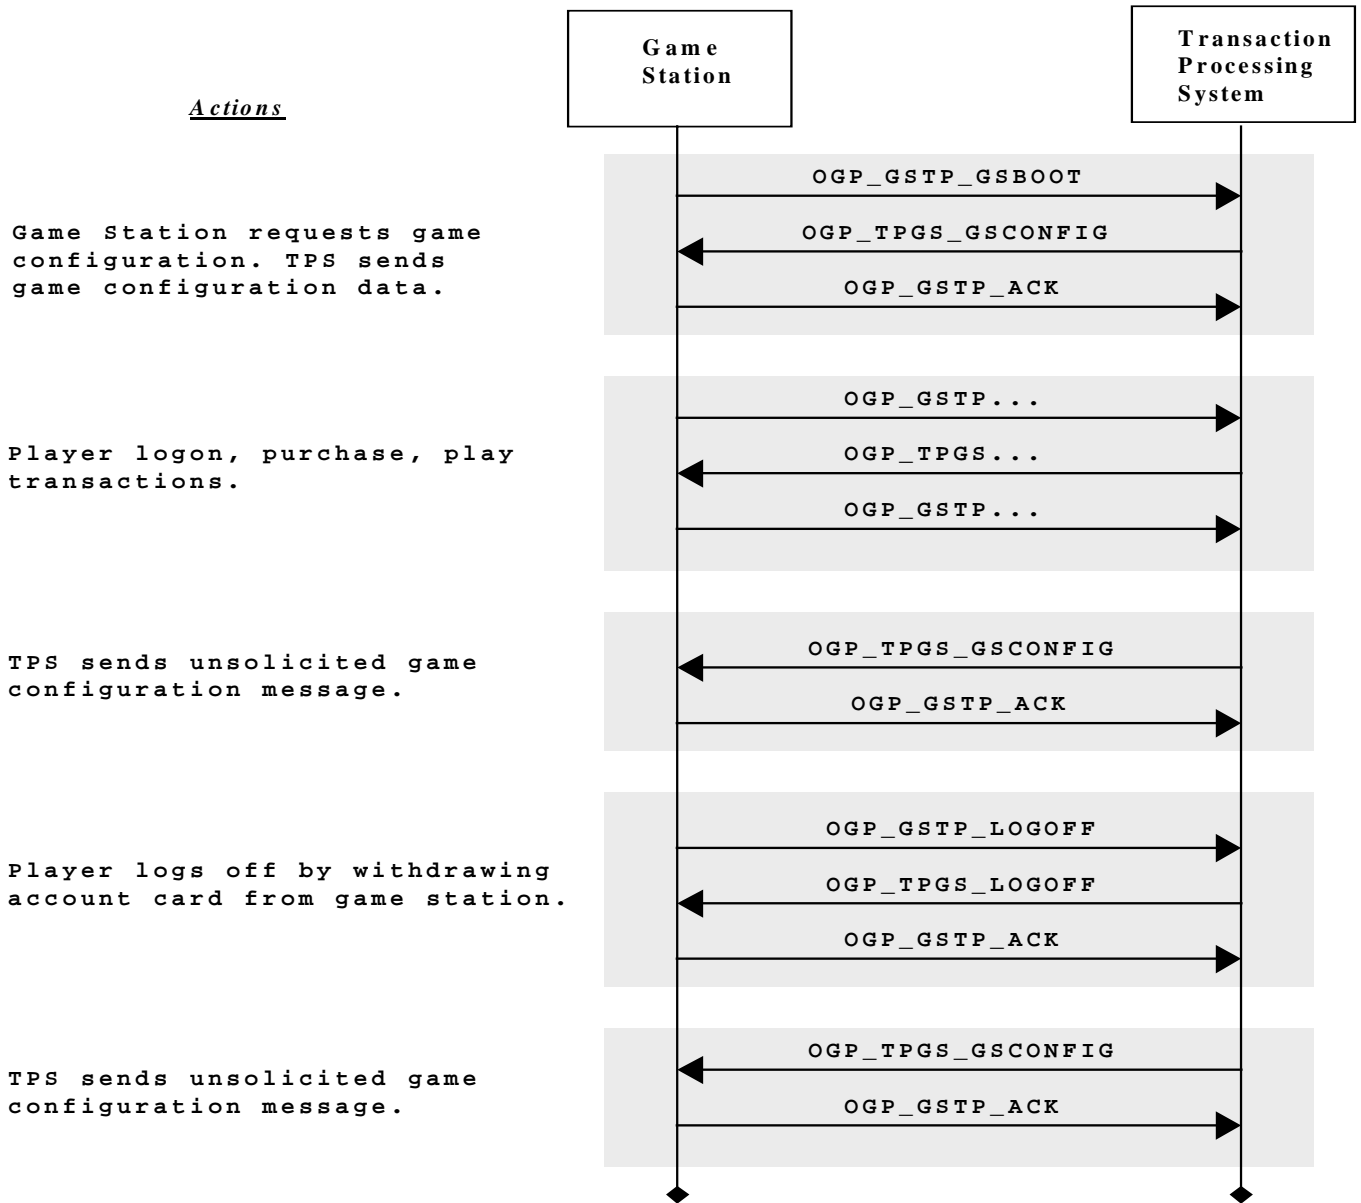 Game
Station
Transaction
Processing
System
Actions
OGP_GSTP_GSBOOT
Game Station requests game
configuration. TPS sends
game configuration data.
OGP_TPGS_GSCONFIG
OGP_GSTP_ACK
OGP_GSTP...
Player logon, purchase, play
transactions.
OGP_TPGS...
OGP_GSTP...
OGP_TPGS_GSCONFIG
TPS sends unsolicited game
configuration message.
OGP_GSTP_ACK
OGP_GSTP_LOGOFF
Player logs off by withdrawing
account card from game station.
OGP_TPGS_LOGOFF
OGP_GSTP_ACK
OGP_TPGS_GSCONFIG
TPS sends unsolicited game
configuration message.
OGP_GSTP_ACK